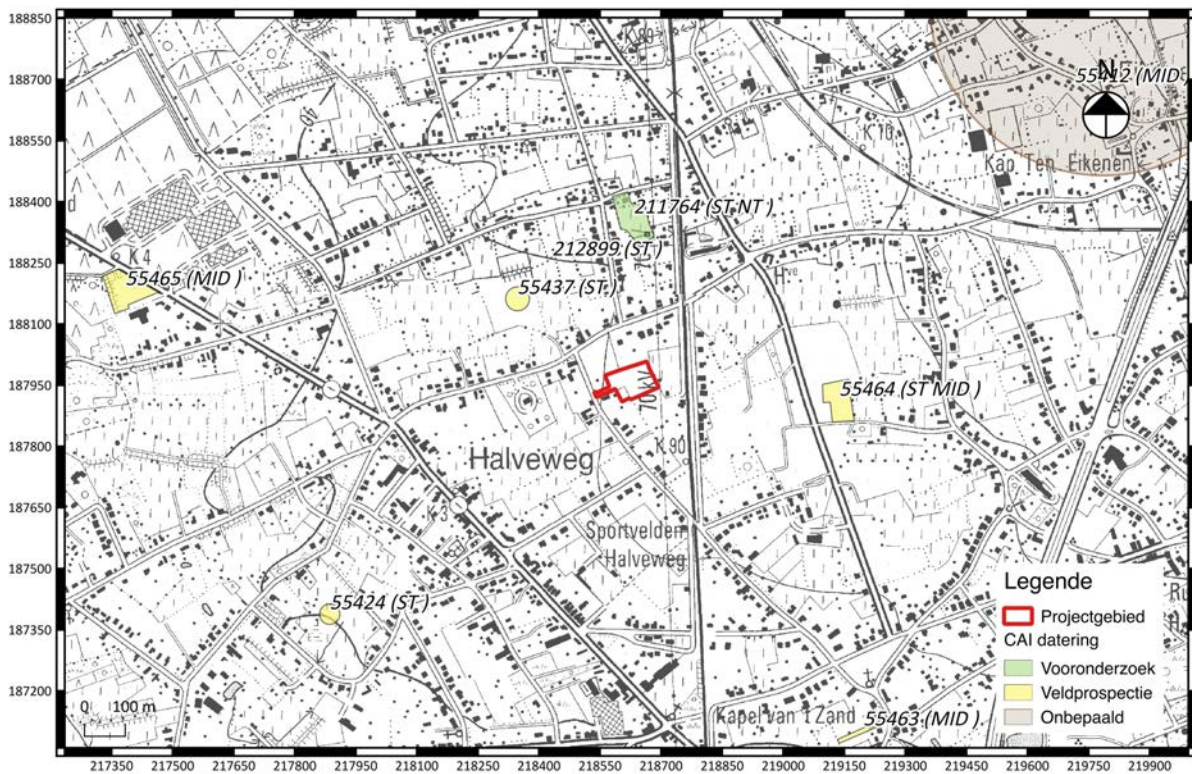 188850
188700
188550
188400
188250
188100
187950
187800
187650
187500
187350
187200
K 89
55412 (MID
N
K 10
Kap. Ten Eikenen
211764 (ST NT )
212899 (ST )
K 4
55465 (MID )
55437 (ST )
70 kV
55464 (ST MID )
Halveweg
K 90
K 3
Sportvelden
Halveweg
55424 (ST )
Kapel van 't Zand
55463 (MID )
0 100 m
Legende
Projectgebied
CAI datering
Vooronderzoek
Veldprospectie
Onbepaald
217350 217500 217650 217800 217950 218100 218250 218400 218550 218700 218850 219000 219150 219300 219450 219600 219750 219900